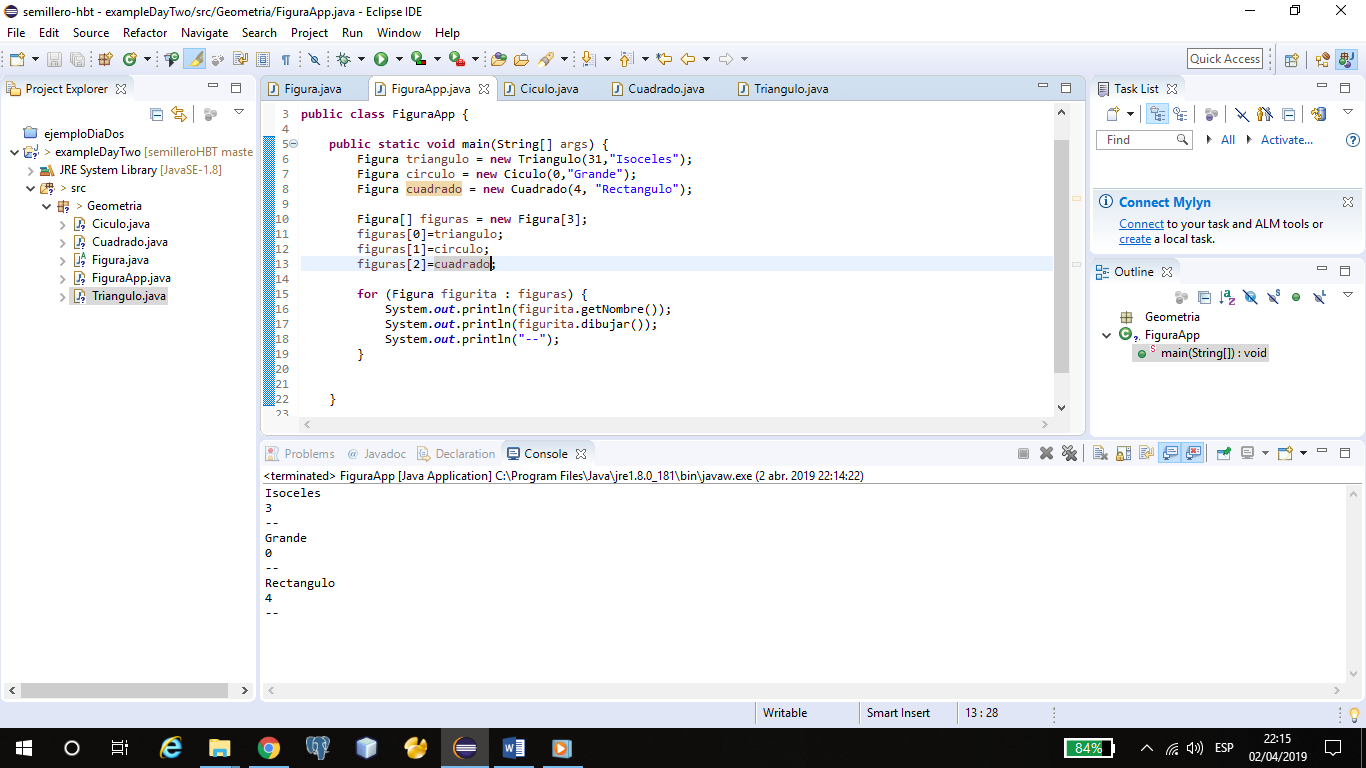 semillero-hbt - exampleDayTwo/src/Geometria/FiguraApp.java - Eclipse IDE
File Edit Source Refactor Navigate Search Project Run Window Help
Quick Access
Project Explorer
ejemploDiaDos
> exampleDayTwo [semilleroHBT maste
JRE System Library [JavaSE-1.8]
> src
> Geometria
Ciculo.java
Cuadrado.java
Figura.java
FiguraApp.java
Triangulo.java
Figura.java FiguraApp.java Ciculo.java Cuadrado.java Triangulo.java
3 public class FiguraApp {
4
5 public static void main(String[] args) {
6 Figura triangulo = new Triangulo(31,"Isoceles");
7 Figura circulo = new Ciculo(0,"Grande");
8 Figura cuadrado = new Cuadrado(4, "Rectangulo");
9
10 Figura[] figuras = new Figura[3];
11 figuras[0]=triangulo;
12 figuras[1]=circulo;
13 figuras[2]=cuadrado;
14
15 for (Figura figurita : figuras) {
16 System.out.println(figurita.getNombre());
17 System.out.println(figurita.dibujar());
18 System.out.println("--");
19 }
20
21
22 }
23
Task List
Find All Activate...
Connect Mylyn
Connect to your task and ALM tools or
create a local task.
Outline
Geometria
FiguraApp
main(String[]) : void
Problems @ Javadoc Declaration Console
<terminated> FiguraApp [Java Application] C:\Program Files\Java\jre1.8.0_181\bin\javaw.exe (2 abr. 2019 22:14:22)
Isoceles
3
--
Grande
0
--
Rectangulo
4
--
Writable Smart Insert 13 : 28
84% ESP 22:15
02/04/2019